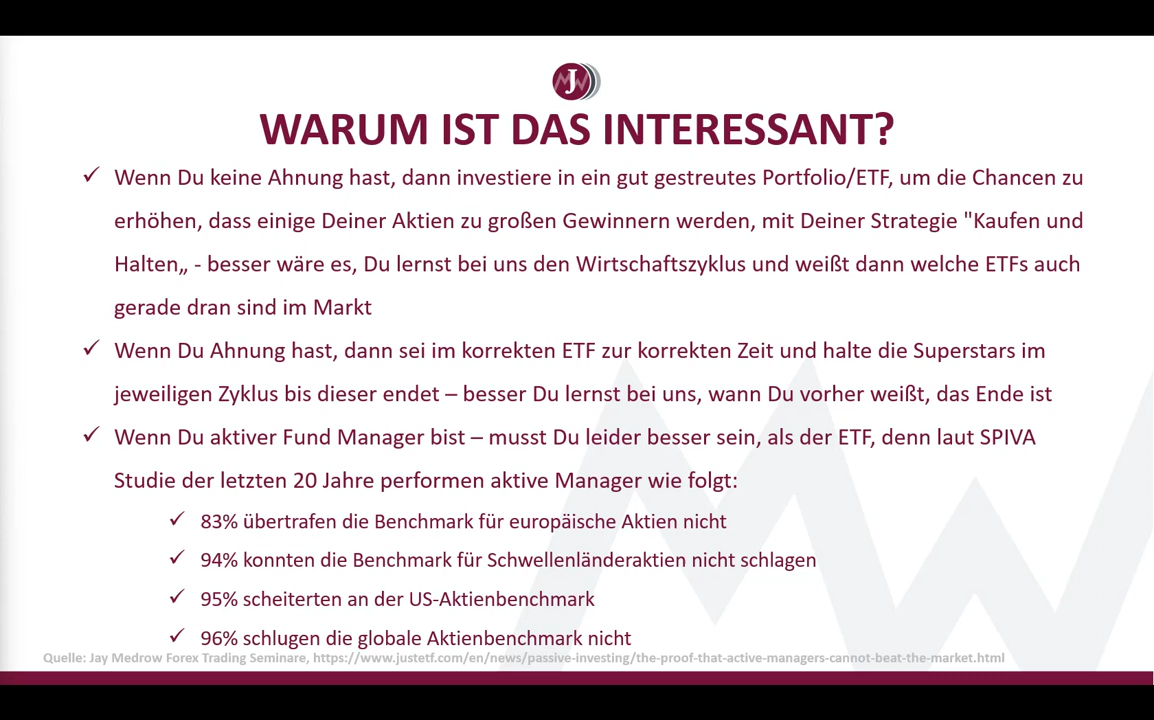 J
WARUM IST DAS INTERESSANT?
✓ Wenn Du keine Ahnung hast, dann investiere in ein gut gestreutes Portfolio/ETF, um die Chancen zu
erhöhen, dass einige Deiner Aktien zu großen Gewinnern werden, mit Deiner Strategie "Kaufen und
Halten„ - besser wäre es, Du lernst bei uns den Wirtschaftszyklus und weißt dann welche ETFs auch
gerade dran sind im Markt
✓ Wenn Du Ahnung hast, dann sei im korrekten ETF zur korrekten Zeit und halte die Superstars im
jeweiligen Zyklus bis dieser endet – besser Du lernst bei uns, wann Du vorher weißt, das Ende ist
✓ Wenn Du aktiver Fund Manager bist – musst Du leider besser sein, als der ETF, denn laut SPIVA
Studie der letzten 20 Jahre performen aktive Manager wie folgt:
✓ 83% übertrafen die Benchmark für europäische Aktien nicht
✓ 94% konnten die Benchmark für Schwellenländeraktien nicht schlagen
✓ 95% scheiterten an der US-Aktienbenchmark
✓ 96% schlugen die globale Aktienbenchmark nicht
Quelle: Jay Medrow Forex Trading Seminare, https://www.justetf.com/en/news/passive-investing/the-proof-that-active-managers-cannot-beat-the-market.html